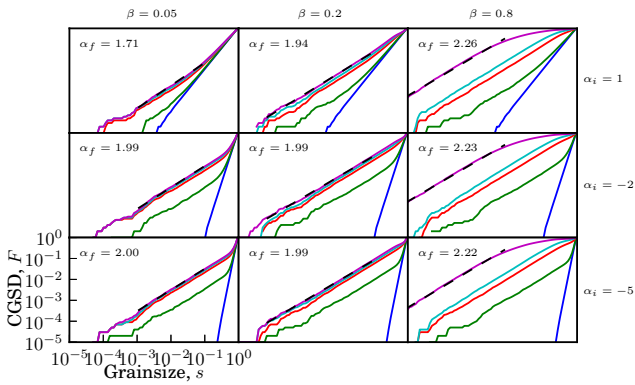 β = 0.05 β = 0.2 β = 0.8
α_f = 1.71 α_f = 1.94 α_f = 2.26 α_i = 1
α_f = 1.99 α_f = 1.99 α_f = 2.23 α_i = −2
α_f = 2.00 α_f = 1.99 α_f = 2.22 α_i = −5
CGSD, F
10^0
10^−1
10^−2
10^−3
10^−4
10^−5
10^−5 10^−4 10^−3 10^−2 10^−1 10^0
Grainsize, s